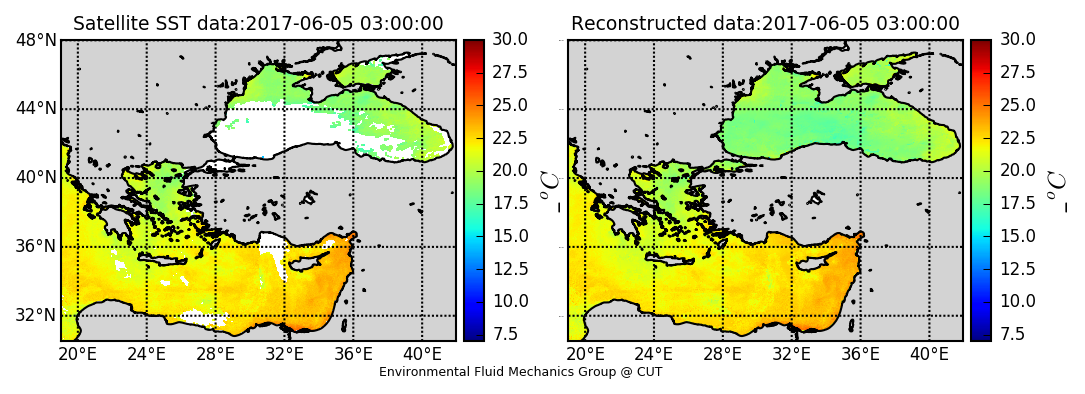 Satellite SST data:2017-06-05 03:00:00
48°N
44°N
40°N
36°N
32°N
20°E 24°E 28°E 32°E 36°E 40°E
30.0
27.5
25.0
22.5
20.0
17.5
15.0
12.5
10.0
7.5
_ °C
Reconstructed data:2017-06-05 03:00:00
20°E 24°E 28°E 32°E 36°E 40°E
30.0
27.5
25.0
22.5
20.0
17.5
15.0
12.5
10.0
7.5
_ °C
Environmental Fluid Mechanics Group @ CUT